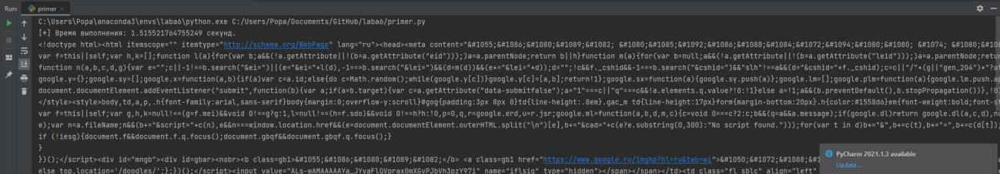 Run: primer
C:\Users\Popa\anaconda3\envs\laba6\python.exe C:/Users/Popa/Documents/GitHub/laba6/primer.py
[*] Время выполнения: 1.515521764755249 секунд.
<!doctype html><html itemscope="" itemtype="http://schema.org/WebPage" lang="ru"><head><meta content="&#1055;&#1086;&#1080;&#1089;&#1082; &#1080;&#1085;&#1092;&#1086;&#1088;&#1084;&#1072;&#1094;&#1080;&#1080; &#1074; &#1080;&#1085;
var f=this||self;var h,k=[];function l(a){for(var b;a&&(!a.getAttribute||!(b=a.getAttribute("eid")));)a=a.parentNode;return b||h}function m(a){for(var b=null;a&&(!a.getAttribute||!(b=a.getAttribute("leid")));)a=a.parentNode;retur
function n(a,b,c,d,g){var e="";c||-1!==b.search("&ei=")||(e="&ei="+l(d),-1===b.search("&lei=")&&(d=m(d))&&(e+="&lei="+d));d="";!c&&f._cshid&&-1===b.search("&cshid=")&&"slh"!==a&&(d="&cshid="+f._cshid);c=c||"/"+(g||"gen_204")+"?a
google.y={};google.sy=[];google.x=function(a,b){if(a)var c=a.id;else{do c=Math.random();while(google.y[c])}google.y[c]=[a,b];return!1};google.sx=function(a){google.sy.push(a)};google.lm=[];google.plm=function(a){google.lm.push.ap
document.documentElement.addEventListener("submit",function(b){var a;if(a=b.target){var c=a.getAttribute("data-submitfalse");a="1"===c||"q"===c&&!a.elements.q.value?!0:!1}else a=!1;a&&(b.preventDefault(),b.stopPropagation())},!0)
</style><style>body,td,a,p,.h{font-family:arial,sans-serif}body{margin:0;overflow-y:scroll}#gog{padding:3px 8px 0}td{line-height:.8em}.gac_m td{line-height:17px}form{margin-bottom:20px}.h{color:#1558d6}em{font-weight:bold;font-st
var f=this||self;var g,h,k=null!==(g=f.mei)&&void 0!==g?g:1,l=null!==(h=f.sdo)&&void 0!==h?h:!0,p=0,q,r=google.erd,u=r.jsr;google.ml=function(a,b,d,m,c){c=void 0===c?2:c;b&&(q=a&&a.message);if(google.dl)return google.dl(a,c,d),nu
e);var n=a.fileName;n&&(b+="&script="+c(n),e&&n===window.location.href&&(e=document.documentElement.outerHTML.split("\n")[e],b+="&cad="+c(e?e.substring(0,300):"No script found.")));for(var t in d)b+="&",b+=c(t),b+="=",b+=c(d[t]);
if (!iesg){document.f&&document.f.q.focus();document.gbqf&&document.gbqf.q.focus();}
}
})();</script><div id="mngb"><div id=gbar><nobr><b class=gb1>&#1055;&#1086;&#1080;&#1089;&#1082;</b> <a class=gb1 href="https://www.google.ru/imghp?hl=ru&tab=wi">&#1050;&#1072;&#1088;&#1
else top.location='/doodles/';};})();</script><input value="
name="iflsig" type="hidden"></span></span></td><td class="fl sblc" align="left"
PyCharm 2021.1.3 available
Update...